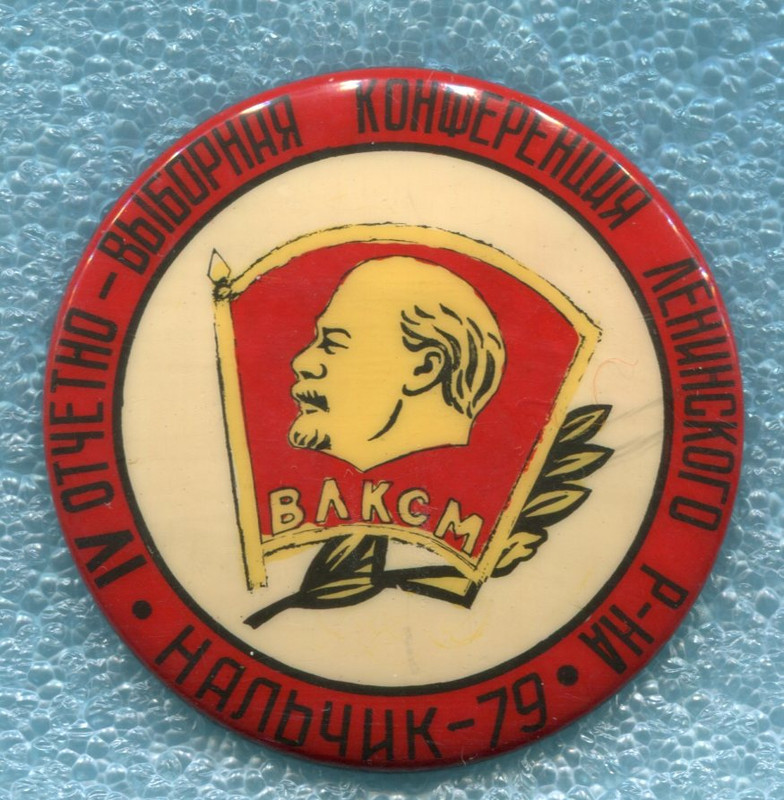 IV ОТЧЕТНО-ВЫБОРНАЯ КОНФЕРЕНЦИЯ ЛЕНИНСКОГО Р-НА
• НАЛЬЧИК-79 •
ВЛКСМ